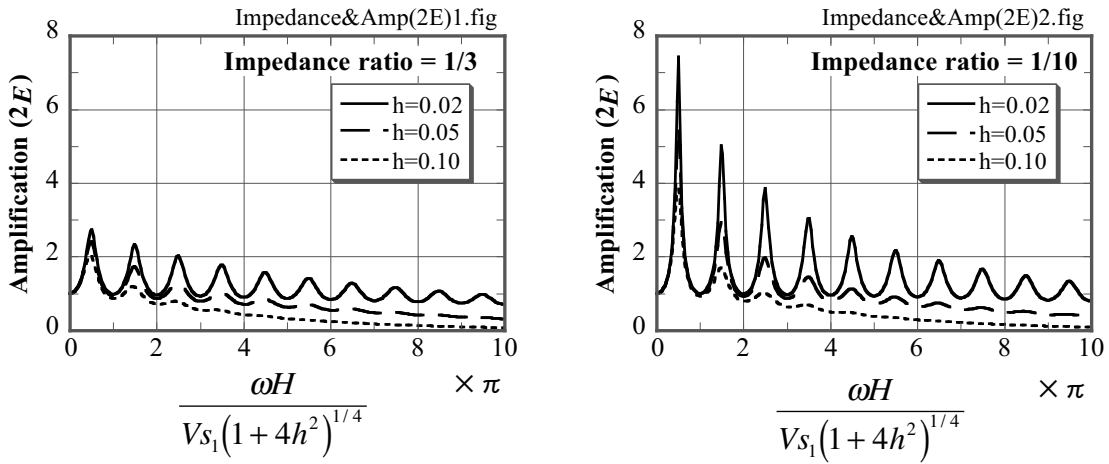 Impedance&Amp(2E)1.fig
Impedance ratio = 1/3
h=0.02
h=0.05
h=0.10
Amplification (2E)
8
6
4
2
0
0 2 4 6 8 10
ωH
Vs₁(1 + 4h²)^1/4
× π
Impedance&Amp(2E)2.fig
Impedance ratio = 1/10
h=0.02
h=0.05
h=0.10
Amplification (2E)
8
6
4
2
0
0 2 4 6 8 10
ωH
Vs₁(1 + 4h²)^1/4
× π